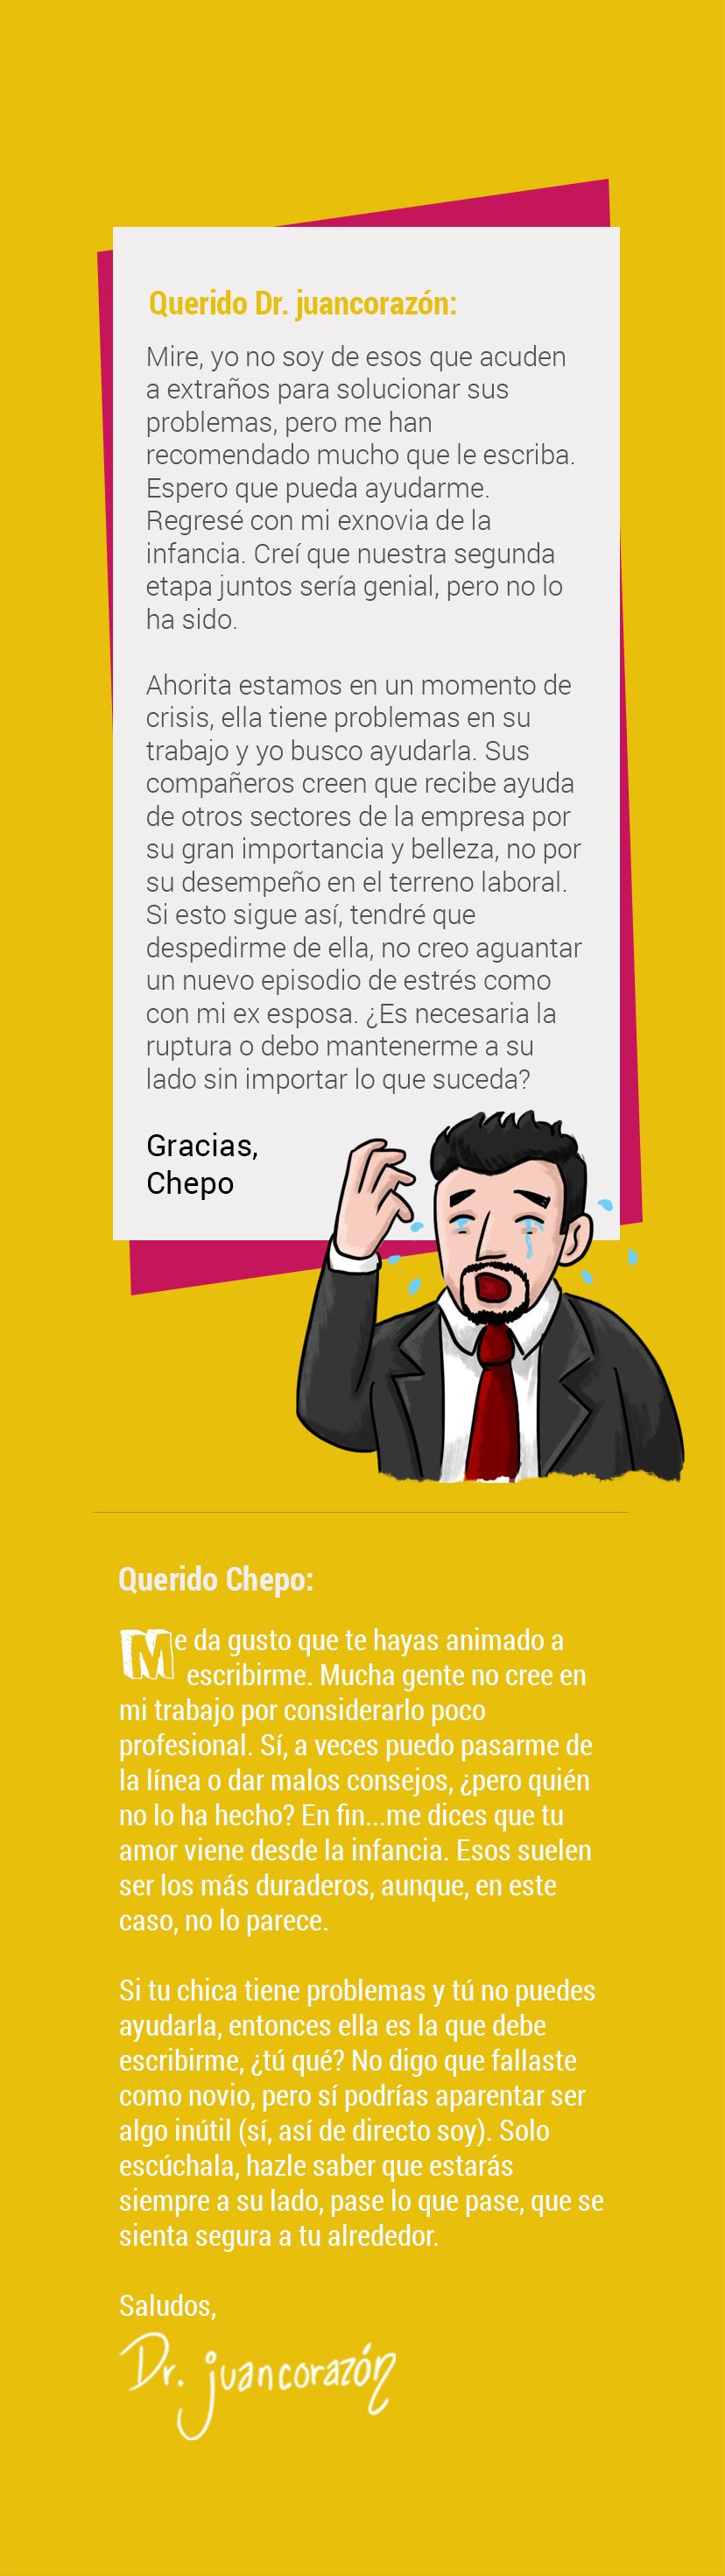 Querido Dr. juancorazón:
Mire, yo no soy de esos que acuden
a extraños para solucionar sus
problemas, pero me han
recomendado mucho que le escriba.
Espero que pueda ayudarme.
Regresé con mi exnovia de la
infancia. Creí que nuestra segunda
etapa juntos sería genial, pero no lo
ha sido.
Ahorita estamos en un momento de
crisis, ella tiene problemas en su
trabajo y yo busco ayudarla. Sus
compañeros creen que recibe ayuda
de otros sectores de la empresa por
su gran importancia y belleza, no por
su desempeño en el terreno laboral.
Si esto sigue así, tendré que
despedirme de ella, no creo aguantar
un nuevo episodio de estrés como
con mi ex esposa. ¿Es necesaria la
ruptura o debo mantenerme a su
lado sin importar lo que suceda?
Gracias,
Chepo
Querido Chepo:
Me da gusto que te hayas animado a
escribirme. Mucha gente no cree en
mi trabajo por considerarlo poco
profesional. Sí, a veces puedo pasarme de
la línea o dar malos consejos, ¿pero quién
no lo ha hecho? En fin...me dices que tu
amor viene desde la infancia. Esos suelen
ser los más duraderos, aunque, en este
caso, no lo parece.
Si tu chica tiene problemas y tú no puedes
ayudarla, entonces ella es la que debe
escribirme, ¿tú qué? No digo que fallaste
como novio, pero sí podrías aparentar ser
algo inútil (sí, así de directo soy). Solo
escúchala, hazle saber que estarás
siempre a su lado, pase lo que pase, que se
sienta segura a tu alrededor.
Saludos,
Dr. juancorazón